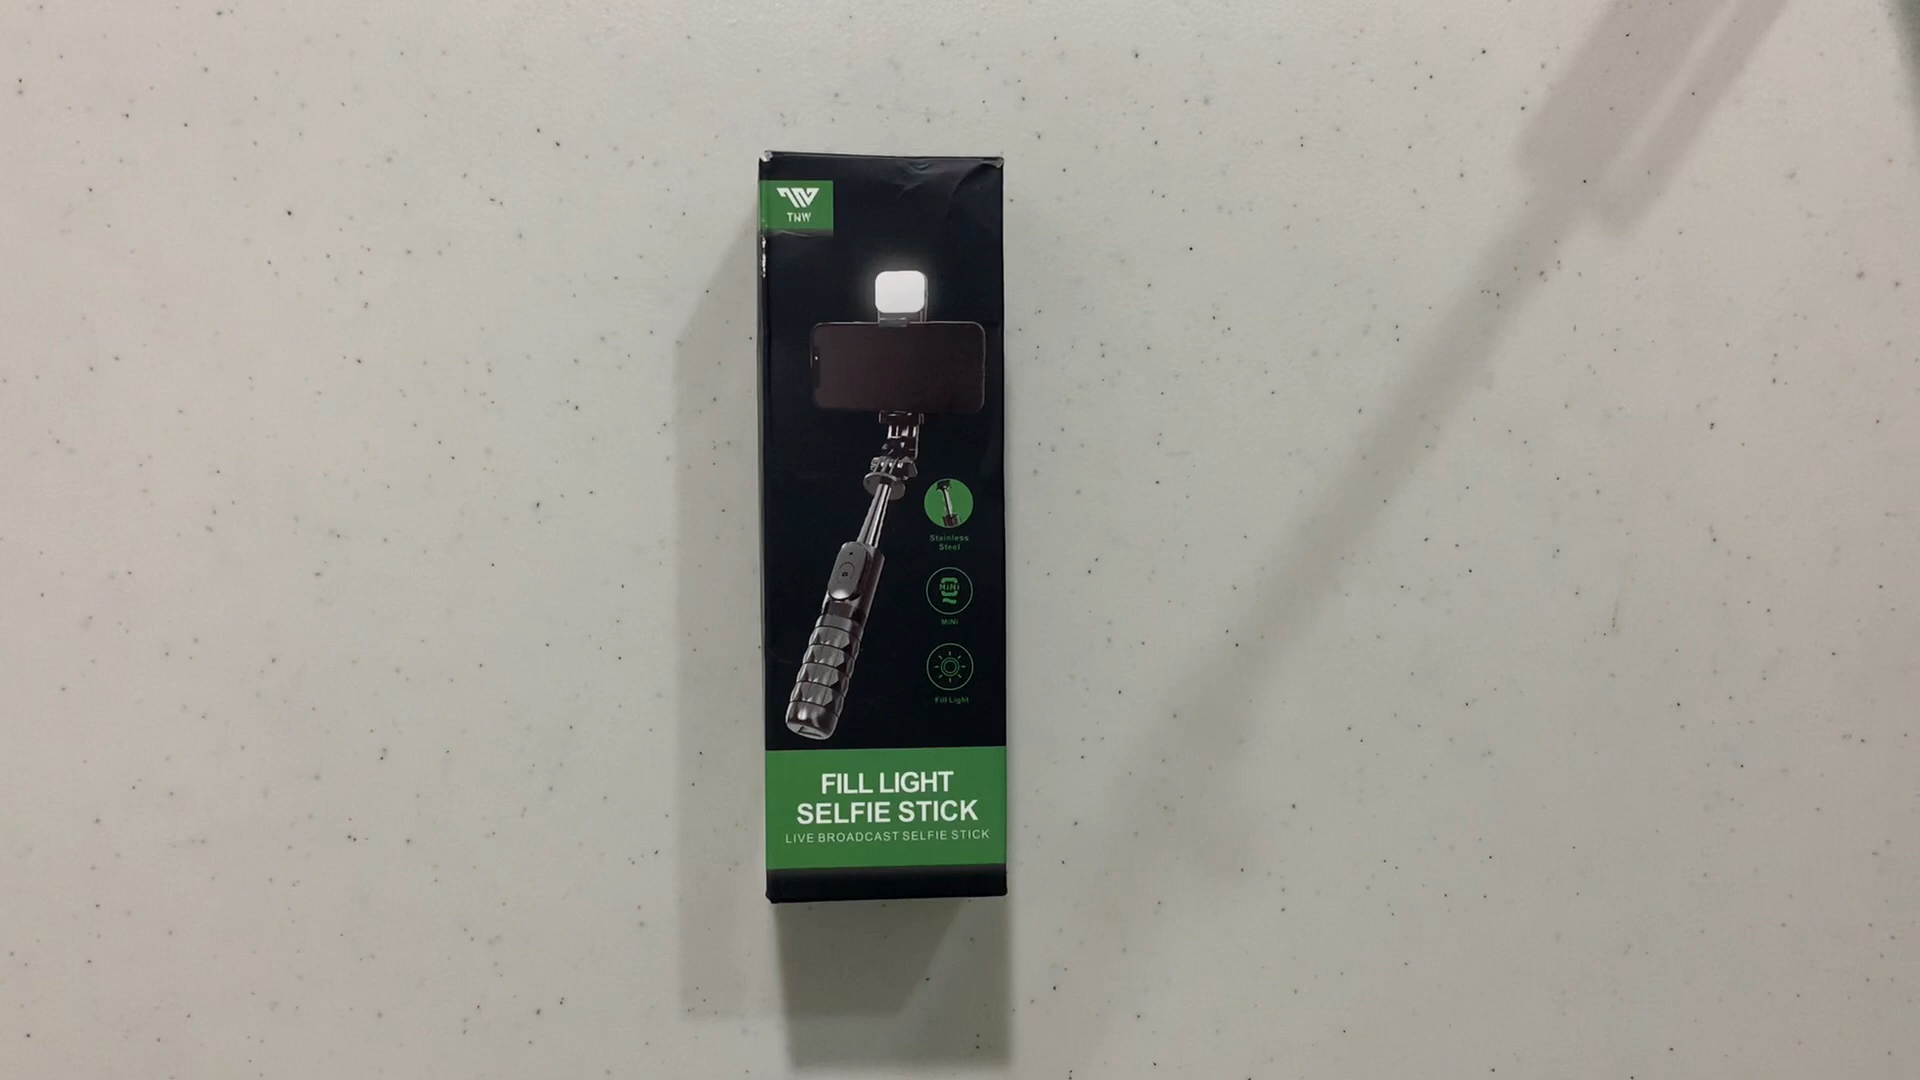 TNW
Stainless
Steel
MiNi
MiNi
Fill Light
FILL LIGHT
SELFIE STICK
LIVE BROADCAST SELFIE STICK